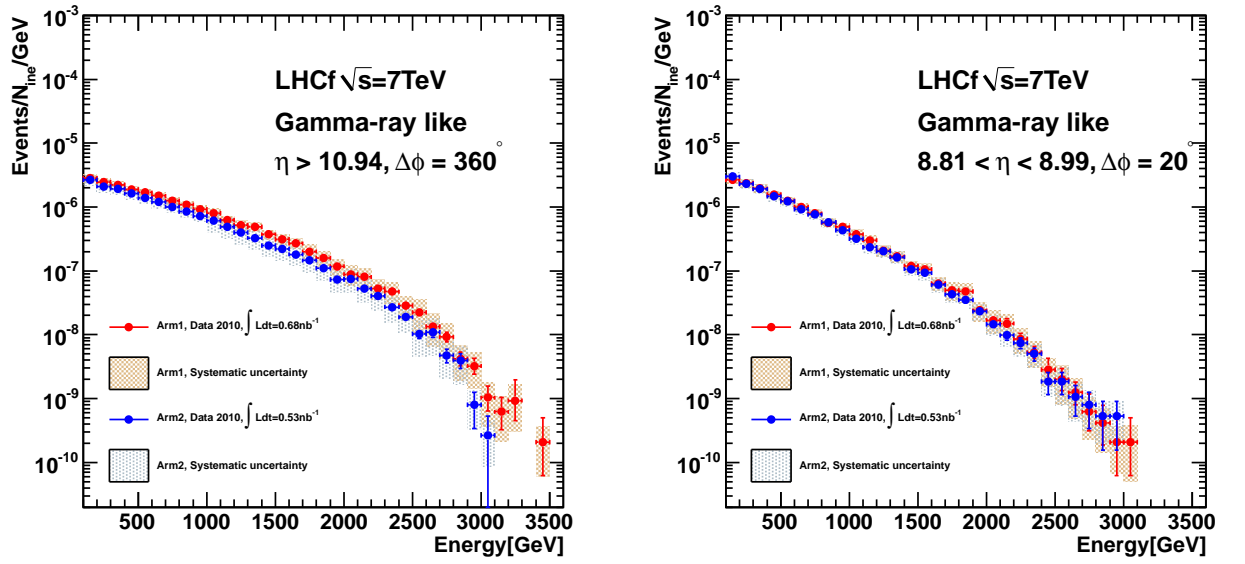 Events/N_ine/GeV
10⁻³
10⁻⁴
10⁻⁵
10⁻⁶
10⁻⁷
10⁻⁸
10⁻⁹
10⁻¹⁰
LHCf √s=7TeV
Gamma-ray like
η > 10.94, Δϕ = 360°
Arm1, Data 2010, ∫ Ldt=0.68nb⁻¹
Arm1, Systematic uncertainty
Arm2, Data 2010, ∫ Ldt=0.53nb⁻¹
Arm2, Systematic uncertainty
500 1000 1500 2000 2500 3000 3500
Energy[GeV]
Events/N_ine/GeV
10⁻³
10⁻⁴
10⁻⁵
10⁻⁶
10⁻⁷
10⁻⁸
10⁻⁹
10⁻¹⁰
LHCf √s=7TeV
Gamma-ray like
8.81 < η < 8.99, Δϕ = 20°
Arm1, Data 2010, ∫ Ldt=0.68nb⁻¹
Arm1, Systematic uncertainty
Arm2, Data 2010, ∫ Ldt=0.53nb⁻¹
Arm2, Systematic uncertainty
500 1000 1500 2000 2500 3000 3500
Energy[GeV]